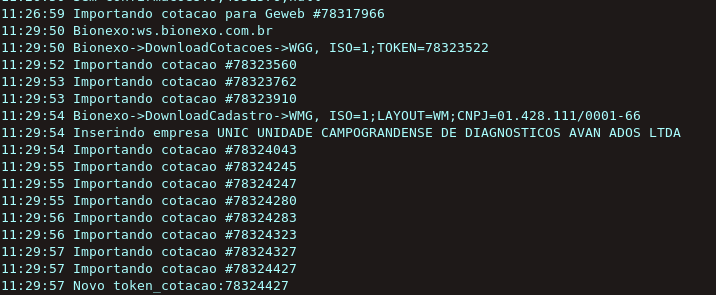 11:26:59 Importando cotacao para Geweb #78317966
11:29:50 Bionexo:ws.bionexo.com.br
11:29:50 Bionexo->DownloadCotacoes->WGG, ISO=1;TOKEN=78323522
11:29:52 Importando cotacao #78323560
11:29:53 Importando cotacao #78323762
11:29:53 Importando cotacao #78323910
11:29:54 Bionexo->DownloadCadastro->WMG, ISO=1;LAYOUT=WM;CNPJ=01.428.111/0001-66
11:29:54 Inserindo empresa UNIC UNIDADE CAMPOGRANDENSE DE DIAGNOSTICOS AVAN ADOS LTDA
11:29:54 Importando cotacao #78324043
11:29:55 Importando cotacao #78324245
11:29:55 Importando cotacao #78324247
11:29:55 Importando cotacao #78324280
11:29:56 Importando cotacao #78324283
11:29:56 Importando cotacao #78324323
11:29:57 Importando cotacao #78324327
11:29:57 Importando cotacao #78324427
11:29:57 Novo token_cotacao:78324427